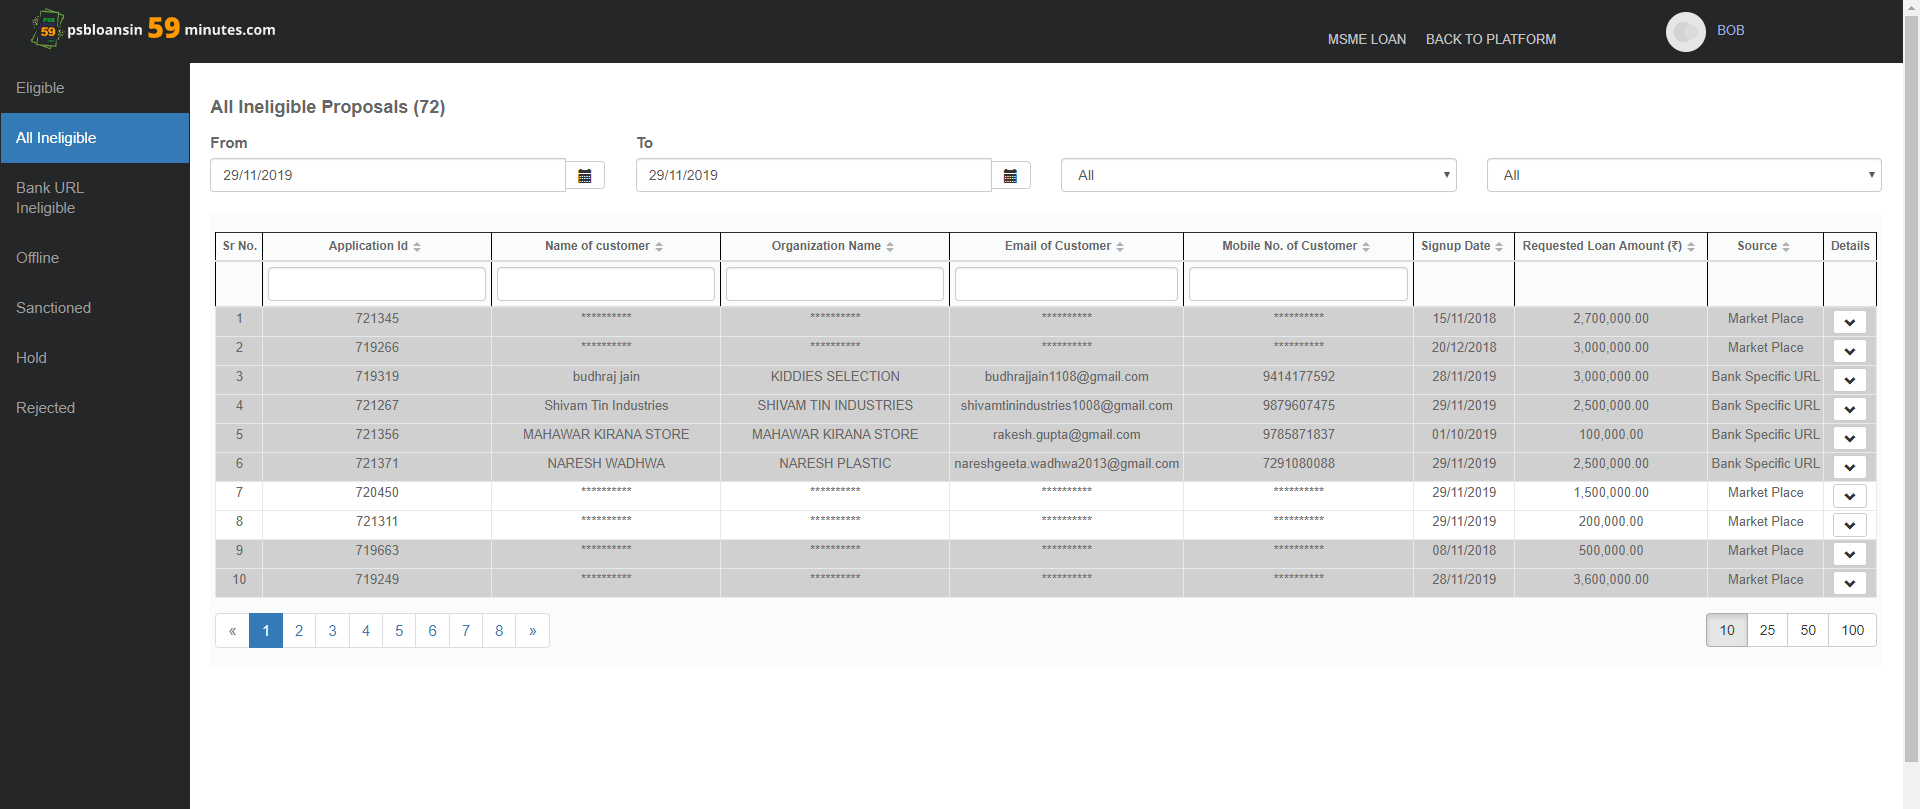 PSB
59
psbloansin 59 minutes.com
MSME LOAN BACK TO PLATFORM BOB
Eligible
All Ineligible
Bank URL
Ineligible
Offline
Sanctioned
Hold
Rejected
All Ineligible Proposals (72)
From To
29/11/2019 29/11/2019 All All
Sr No. Application Id Name of customer Organization Name Email of Customer Mobile No. of Customer Signup Date Requested Loan Amount (₹) Source Details
1 721345 ********** ********** ********** ********** 15/11/2018 2,700,000.00 Market Place
2 719266 ********** ********** ********** ********** 20/12/2018 3,000,000.00 Market Place
3 719319 budhraj jain KIDDIES SELECTION budhrajjain1108@gmail.com 9414177592 28/11/2019 3,000,000.00 Bank Specific URL
4 721267 Shivam Tin Industries SHIVAM TIN INDUSTRIES shivamtinindustries1008@gmail.com 9879607475 29/11/2019 2,500,000.00 Bank Specific URL
5 721356 MAHAWAR KIRANA STORE MAHAWAR KIRANA STORE rakesh.gupta@gmail.com 9785871837 01/10/2019 100,000.00 Bank Specific URL
6 721371 NARESH WADHWA NARESH PLASTIC nareshgeeta.wadhwa2013@gmail.com 7291080088 29/11/2019 2,500,000.00 Bank Specific URL
7 720450 ********** ********** ********** ********** 29/11/2019 1,500,000.00 Market Place
8 721311 ********** ********** ********** ********** 29/11/2019 200,000.00 Market Place
9 719663 ********** ********** ********** ********** 08/11/2018 500,000.00 Market Place
10 719249 ********** ********** ********** ********** 28/11/2019 3,600,000.00 Market Place
« 1 2 3 4 5 6 7 8 » 10 25 50 100